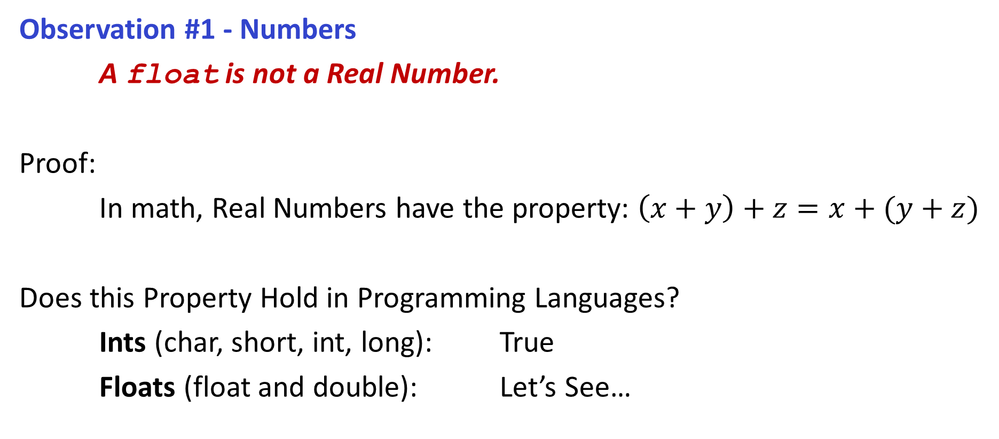 Observation #1 - Numbers
A float is not a Real Number.
Proof:
In math, Real Numbers have the property: (x + y) + z = x + (y + z)
Does this Property Hold in Programming Languages?
Ints (char, short, int, long): True
Floats (float and double): Let’s See…